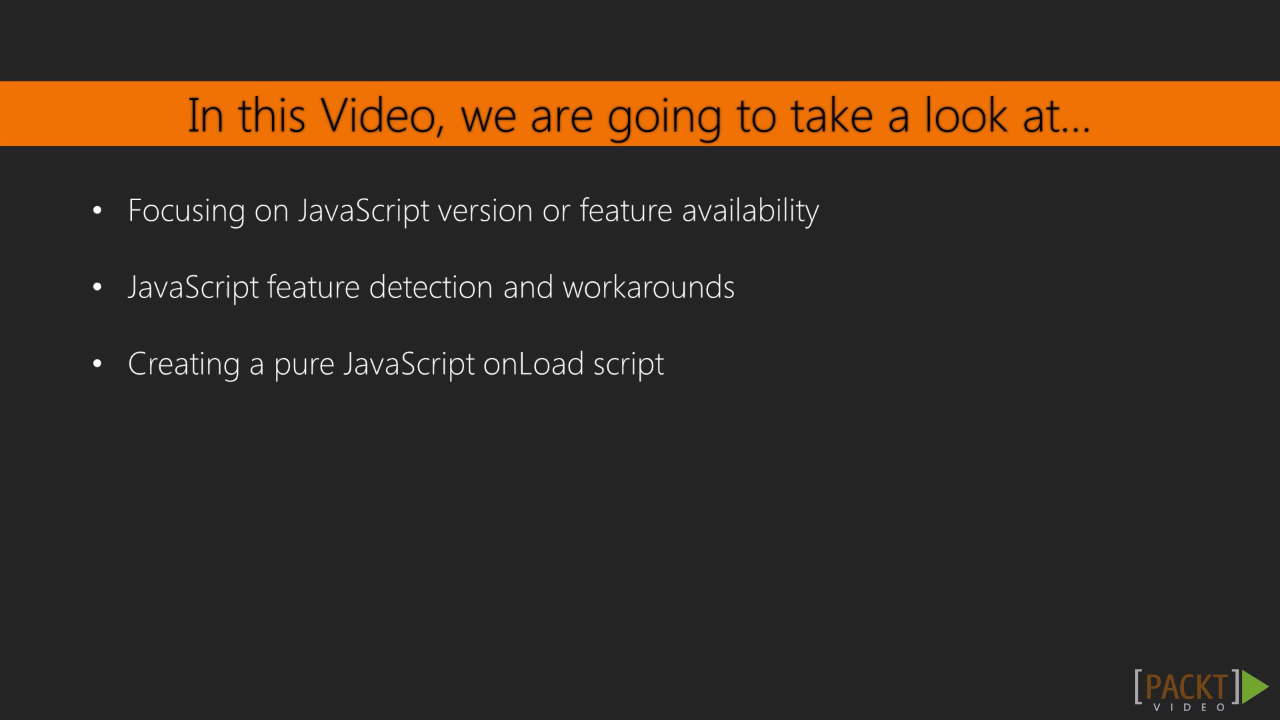 In this Video, we are going to take a look at...
• Focusing on JavaScript version or feature availability
• JavaScript feature detection and workarounds
• Creating a pure JavaScript onLoad script
[PACKT]
VIDEO